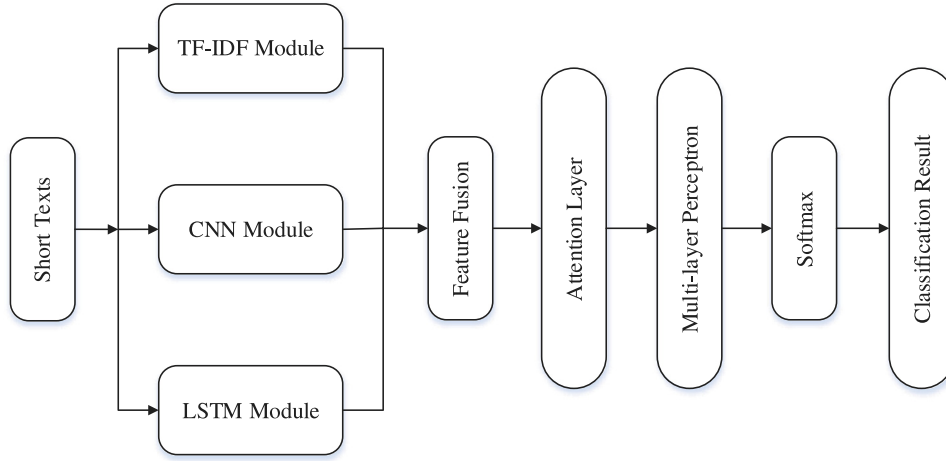 Short Texts
TF-IDF Module
CNN Module
LSTM Module
Feature Fusion
Attention Layer
Multi-layer Perceptron
Softmax
Classification Result